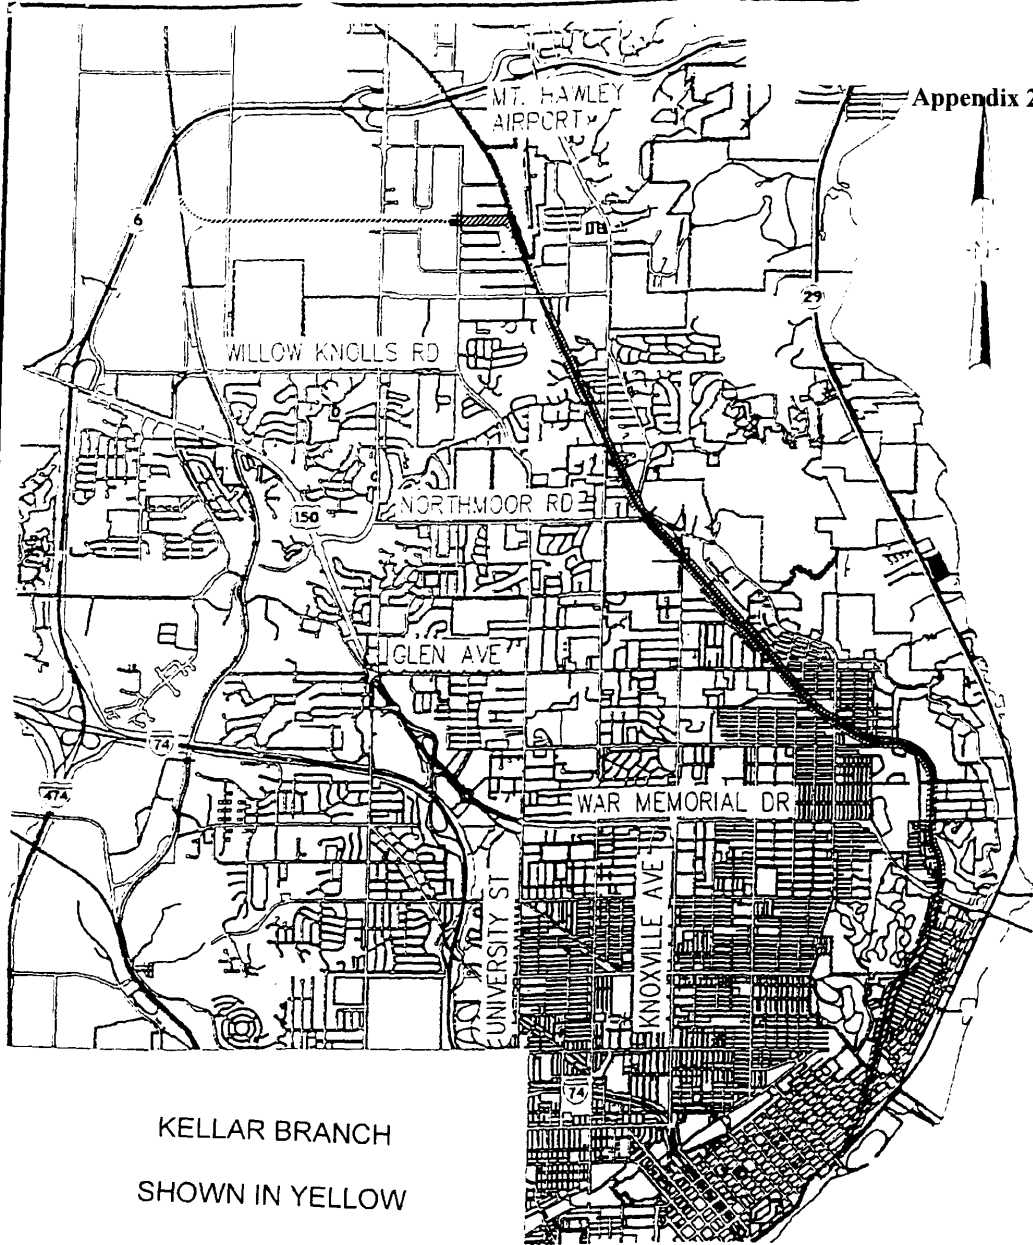 Appendix 2
MT. HAWLEY
AIRPORT
6
29
WILLOW KNOLLS RD
150
NORTHMOOR RD
GLEN AVE
74
474
WAR MEMORIAL DR
UNIVERSITY ST
KNOXVILLE AVE
74
KELLAR BRANCH
SHOWN IN YELLOW